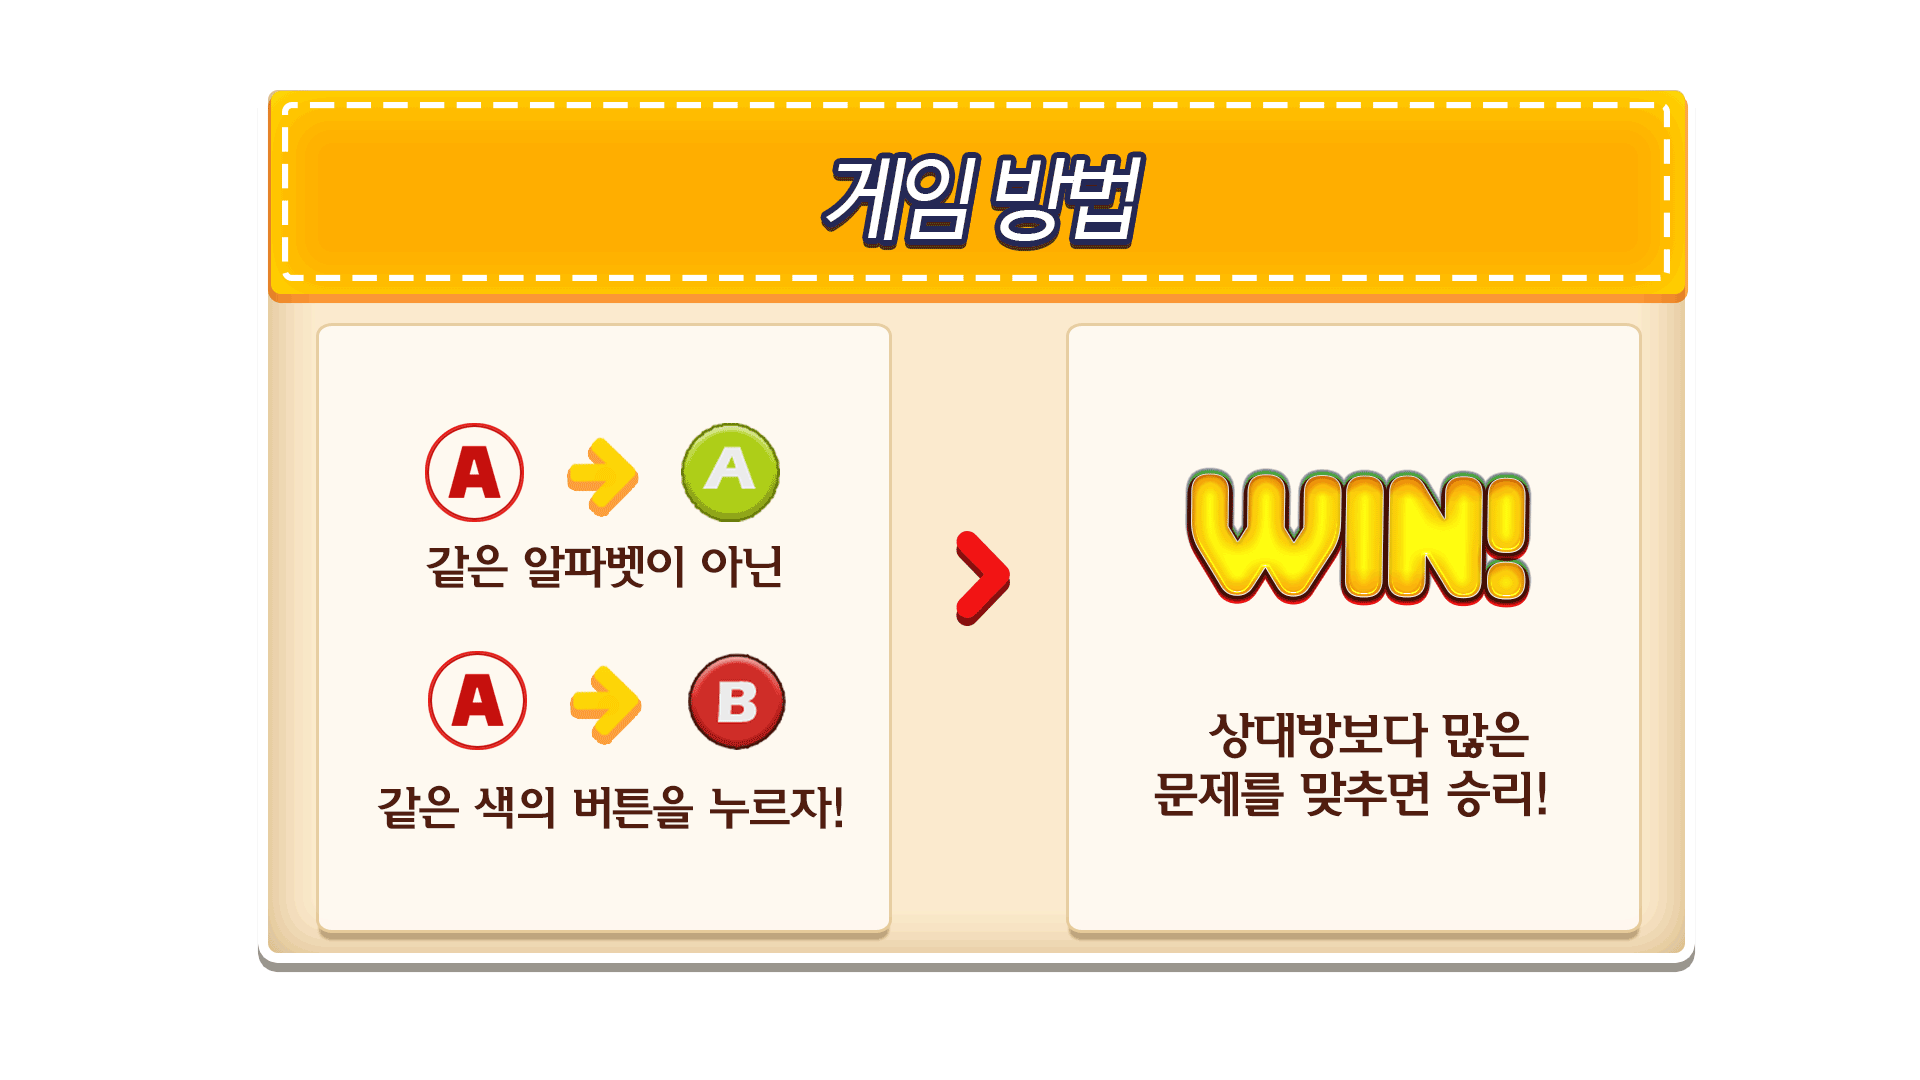 게임 방법
A A
같은 알파벳이 아닌
A B
같은 색의 버튼을 누르자!
WIN!
상대방보다 많은
문제를 맞추면 승리!